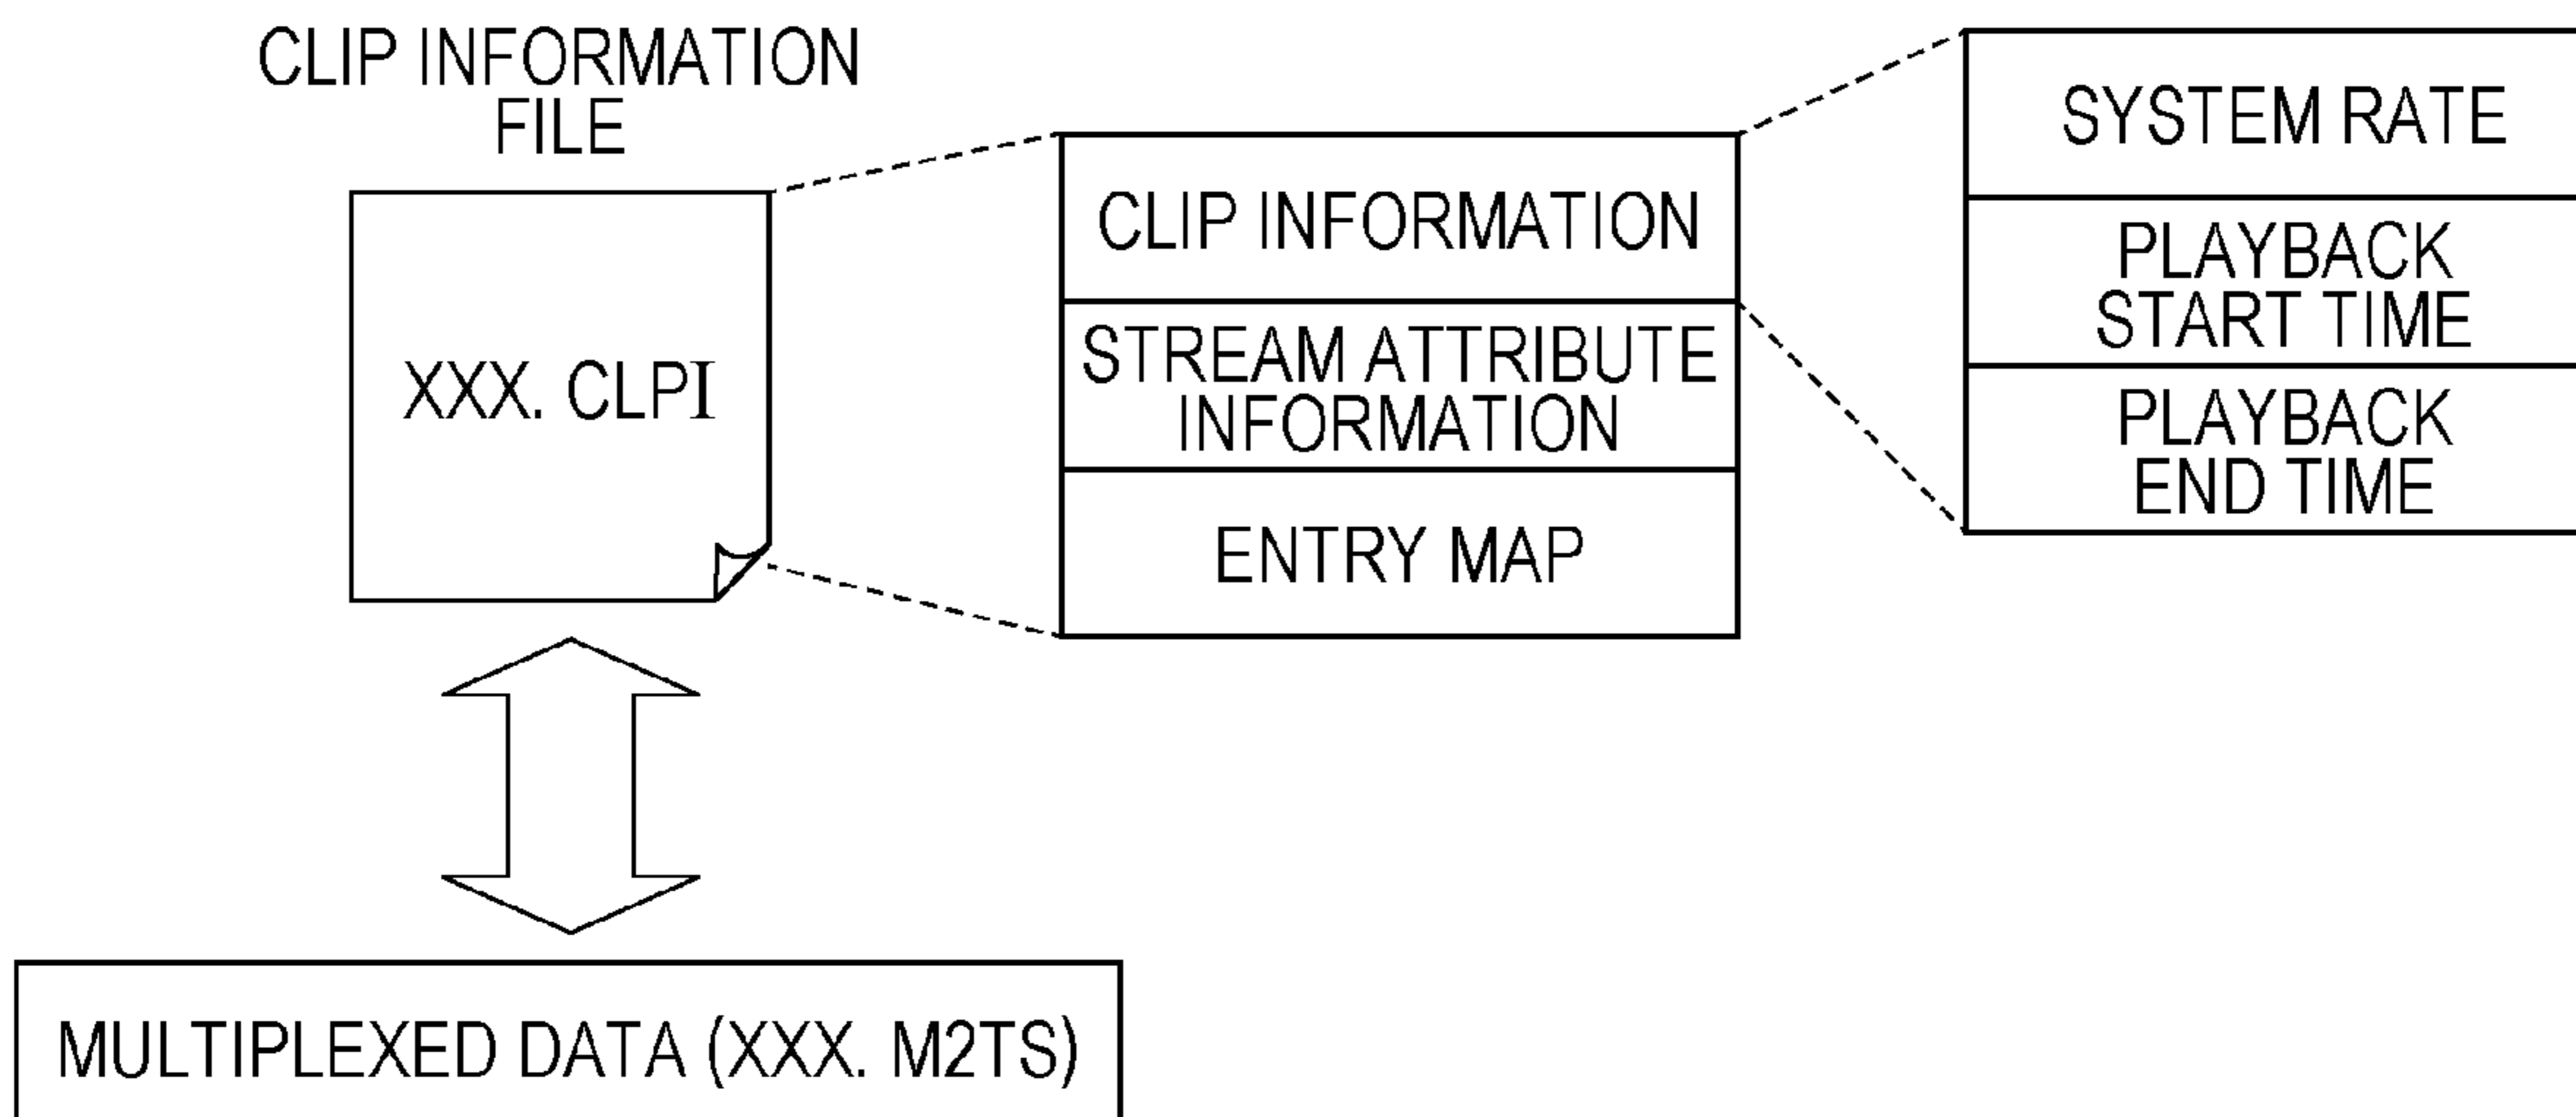 CLIP INFORMATION
FILE
XXX. CLPI
CLIP INFORMATION
STREAM ATTRIBUTE
INFORMATION
ENTRY MAP
SYSTEM RATE
PLAYBACK
START TIME
PLAYBACK
END TIME
MULTIPLEXED DATA (XXX. M2TS)